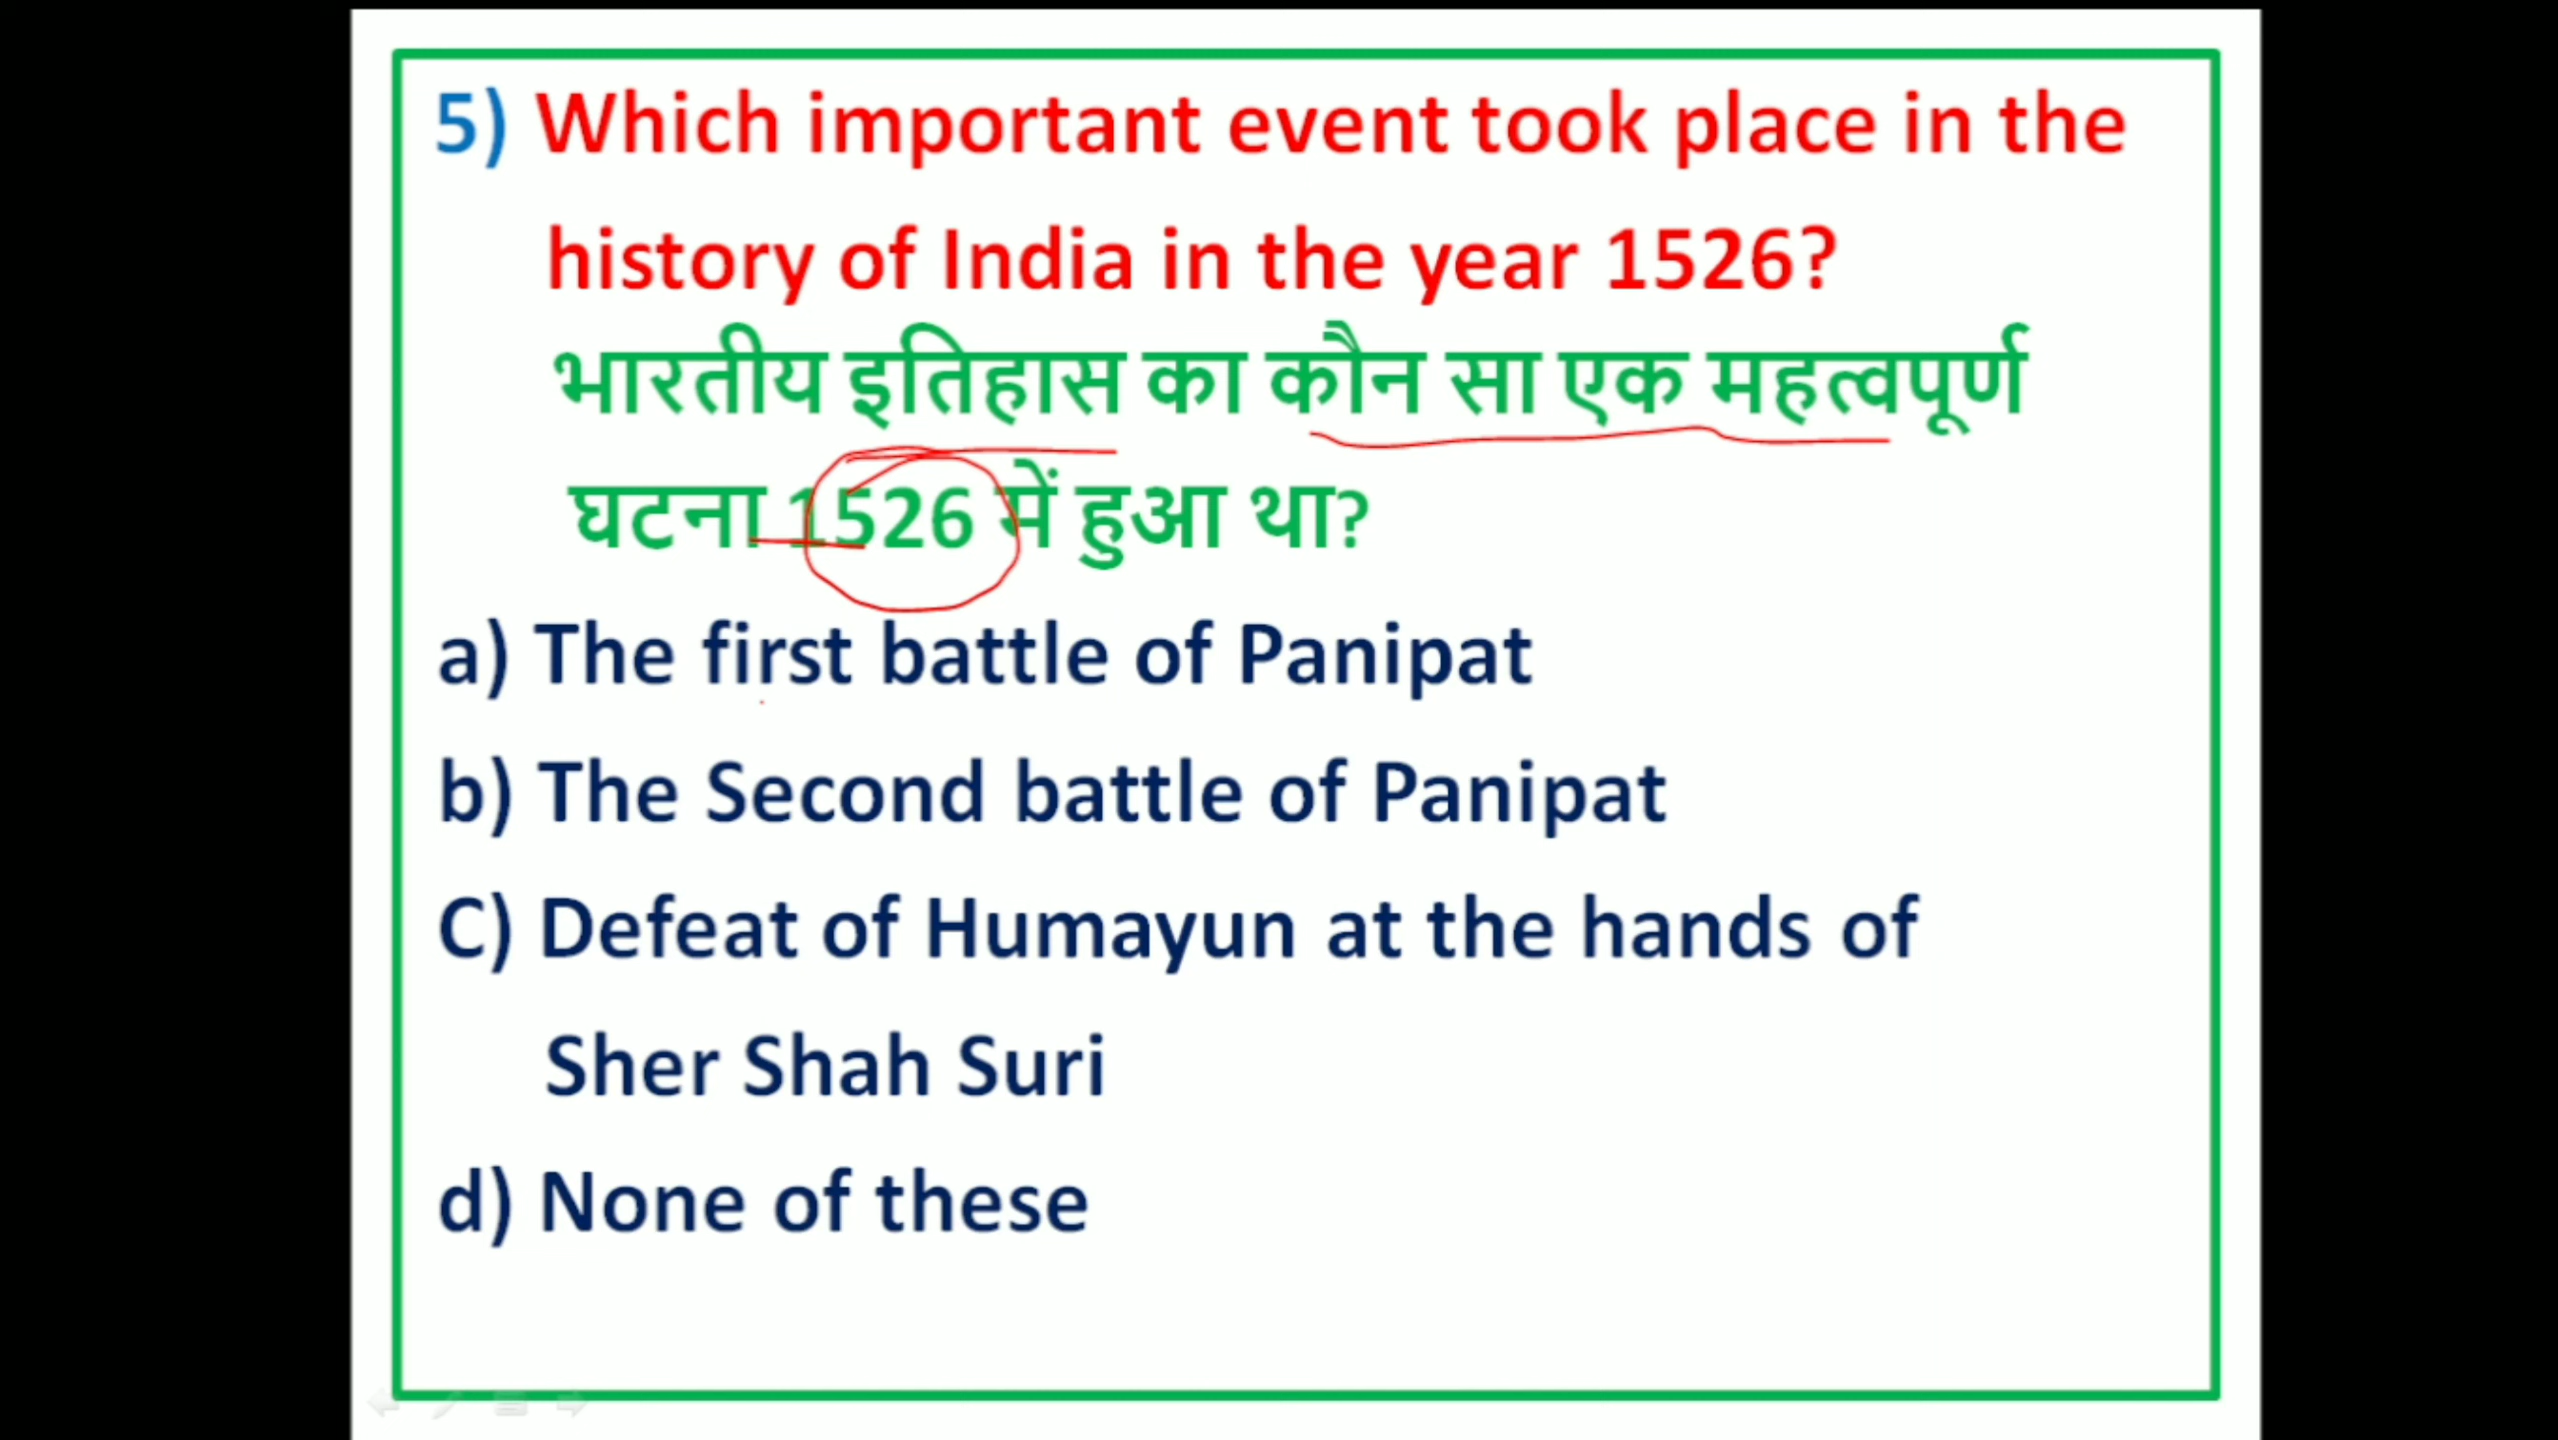 5) Which important event took place in the
history of India in the year 1526?
भारतीय इतिहास का कौन सा एक महत्वपूर्ण
घटना 1526 में हुआ था?
a) The first battle of Panipat
b) The Second battle of Panipat
C) Defeat of Humayun at the hands of
Sher Shah Suri
d) None of these